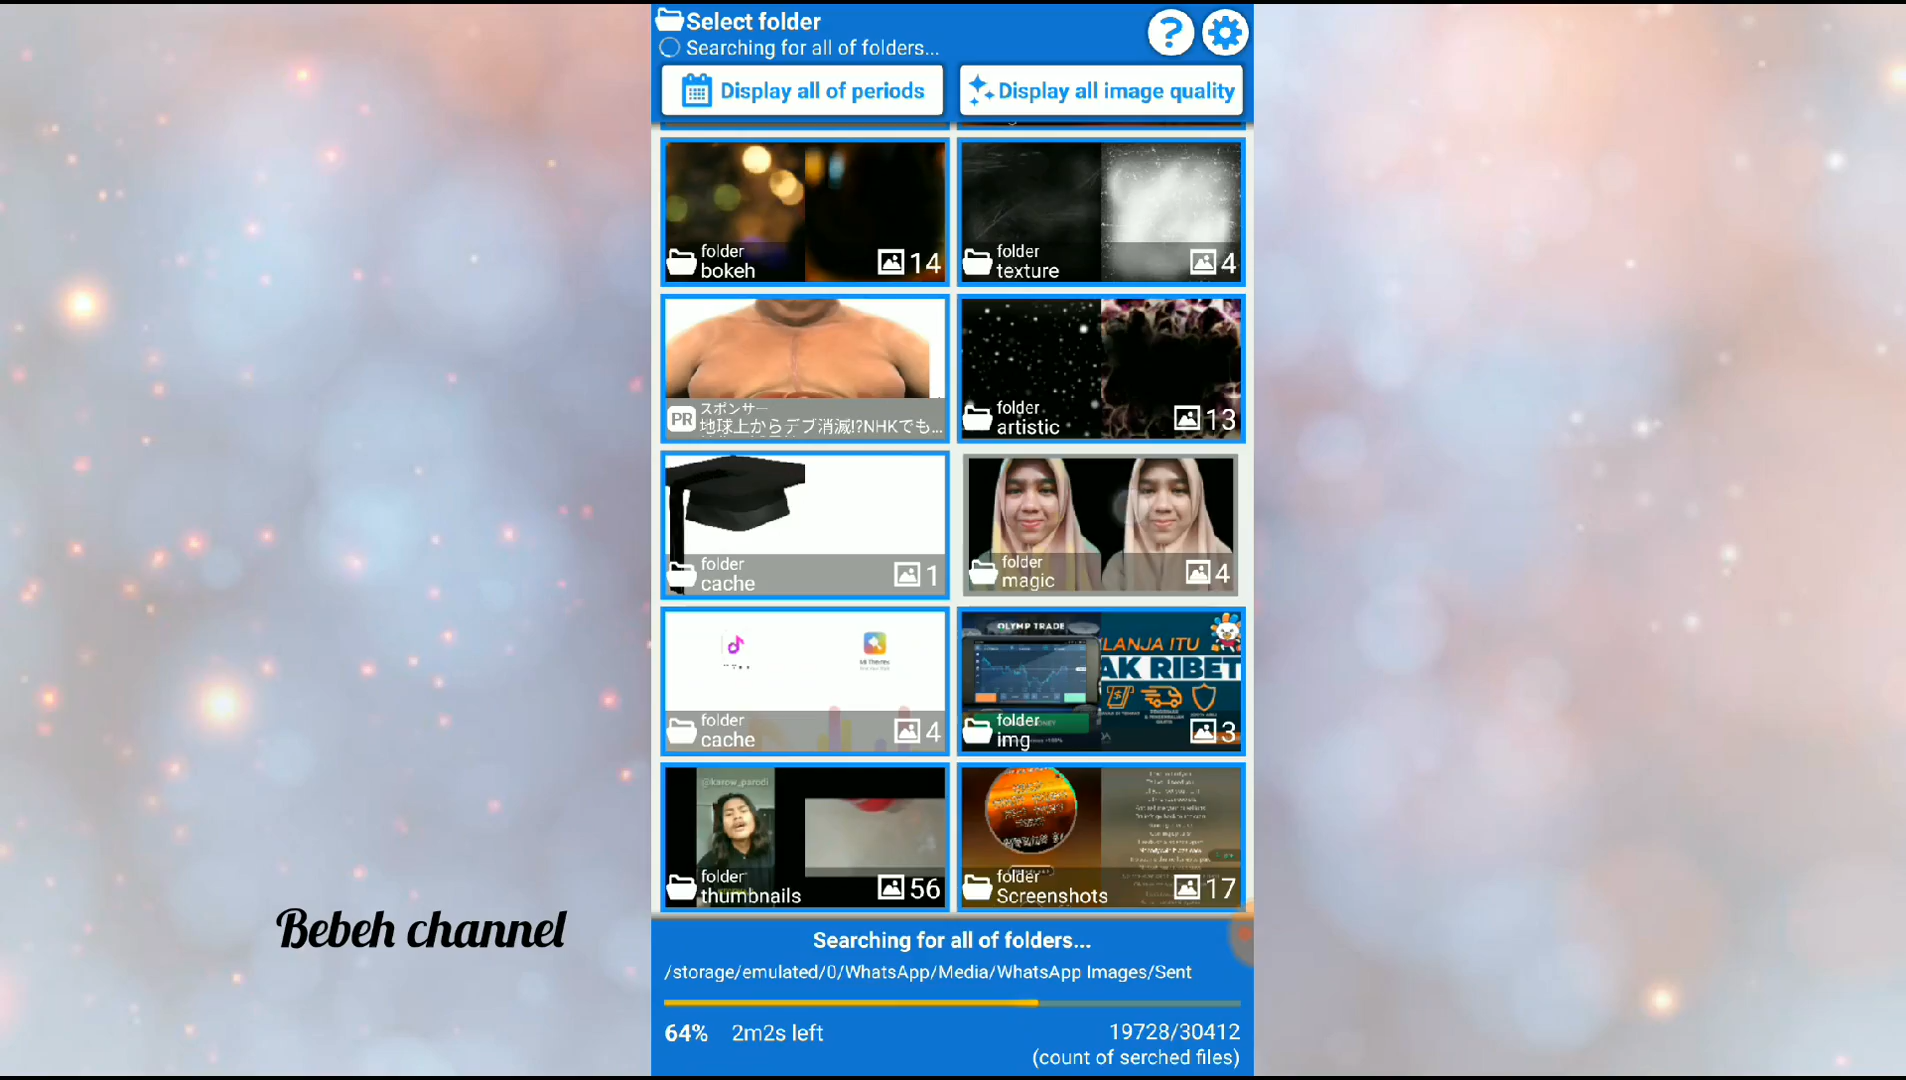 Select folder
Searching for all of folders...
Display all of periods
Display all image quality
folder
bokeh
14
folder
texture
4
PR
スポンサー
地球上からデブ消滅!?NHKでも...
folder
artistic
13
folder
cache
1
folder
magic
4
folder
cache
4
OLYMP TRADE
LANJA ITU
AK RIBET
folder
img
3
@karow_parodi
folder
thumbnails
56
folder
Screenshots
17
Bebeh channel
Searching for all of folders...
/storage/emulated/0/WhatsApp/Media/WhatsApp Images/Sent
64%
2m2s left
19728/30412
(count of serched files)